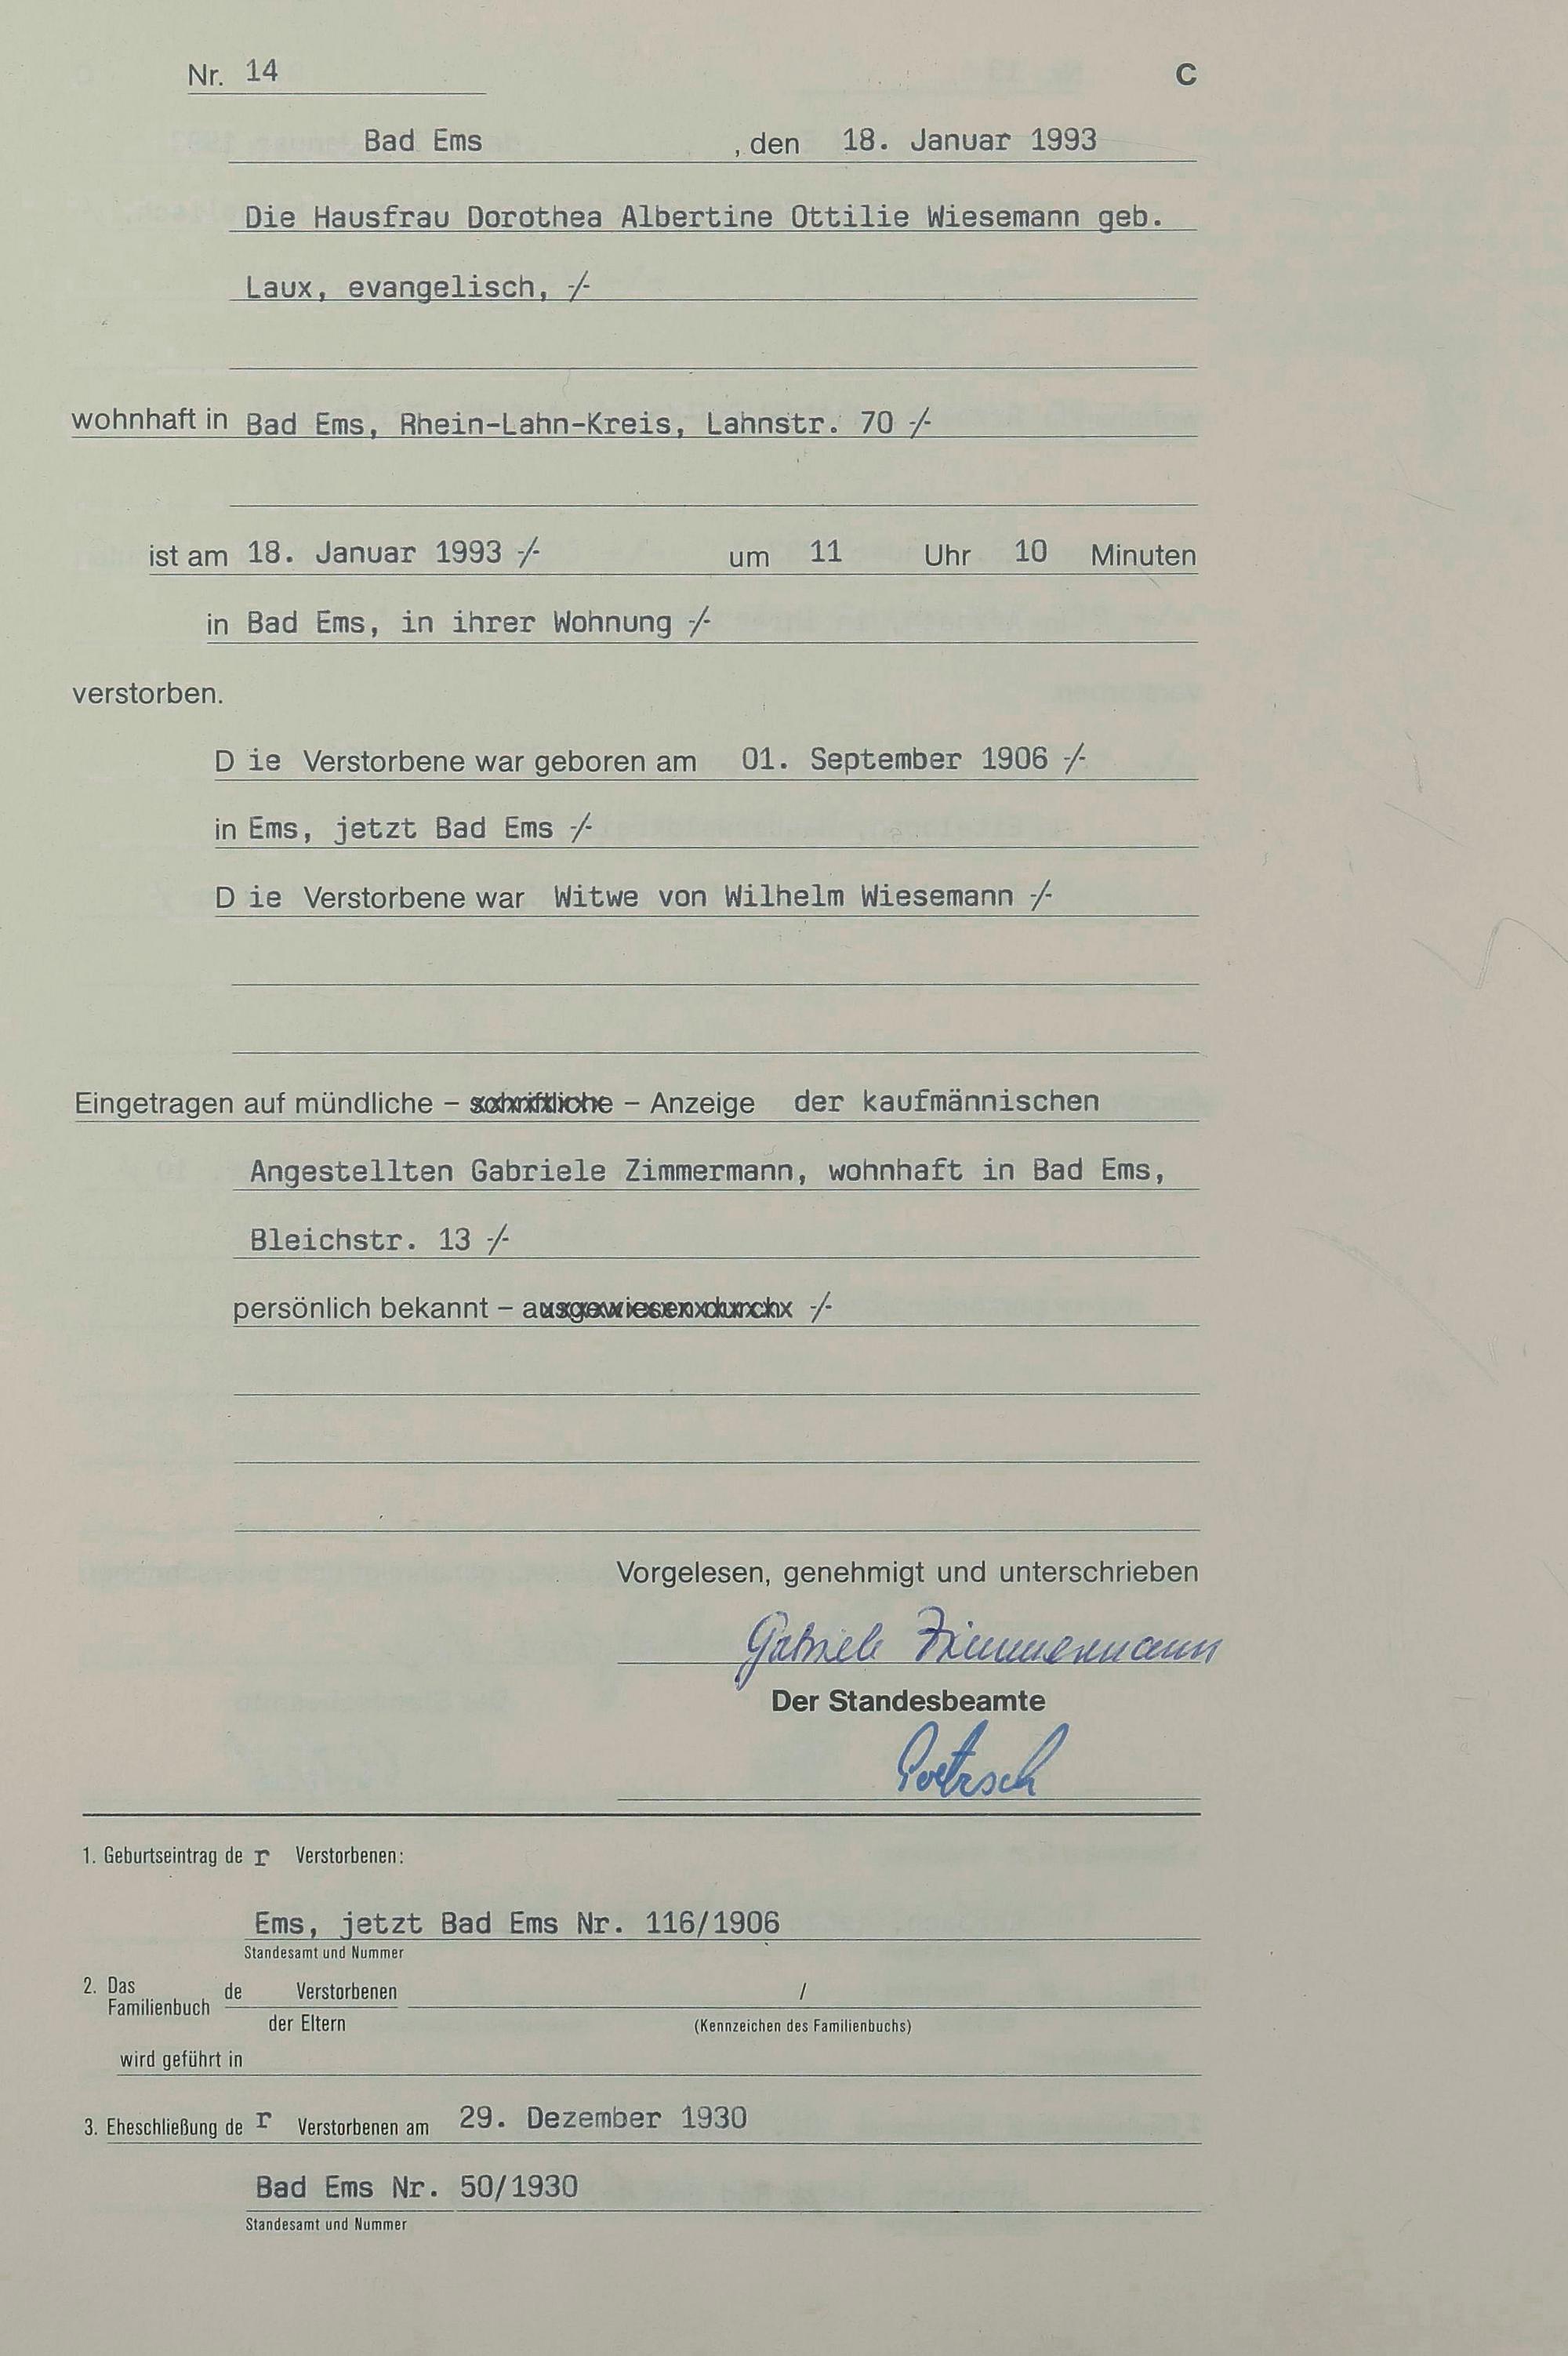 Nr. 14
C
Bad Ems , den 18. Januar 1993
Die Hausfrau Dorothea Albertine Ottilie Wiesemann geb.
Laux, evangelisch, -/-
wohnhaft in Bad Ems, Rhein-Lahn-Kreis, Lahnstr. 70 -/-
ist am 18. Januar 1993 -/- um 11 Uhr 10 Minuten
in Bad Ems, in ihrer Wohnung -/-
verstorben.
D ie Verstorbene war geboren am 01. September 1906 -/-
in Ems, jetzt Bad Ems -/-
D ie Verstorbene war Witwe von Wilhelm Wiesemann -/-
Eingetragen auf mündliche – schriftliche – Anzeige der kaufmännischen
Angestellten Gabriele Zimmermann, wohnhaft in Bad Ems,
Bleichstr. 13 -/-
persönlich bekannt – ausgewiesen durch -/-
Vorgelesen, genehmigt und unterschrieben
Gabriele Zimmermann
Der Standesbeamte
1. Geburtseintrag de r Verstorbenen:
Ems, jetzt Bad Ems Nr. 116/1906
Standesamt und Nummer
2. Das Familienbuch de Verstorbenen /
der Eltern (Kennzeichen des Familienbuchs)
wird geführt in
3. Eheschließung de r Verstorbenen am 29. Dezember 1930
Bad Ems Nr. 50/1930
Standesamt und Nummer